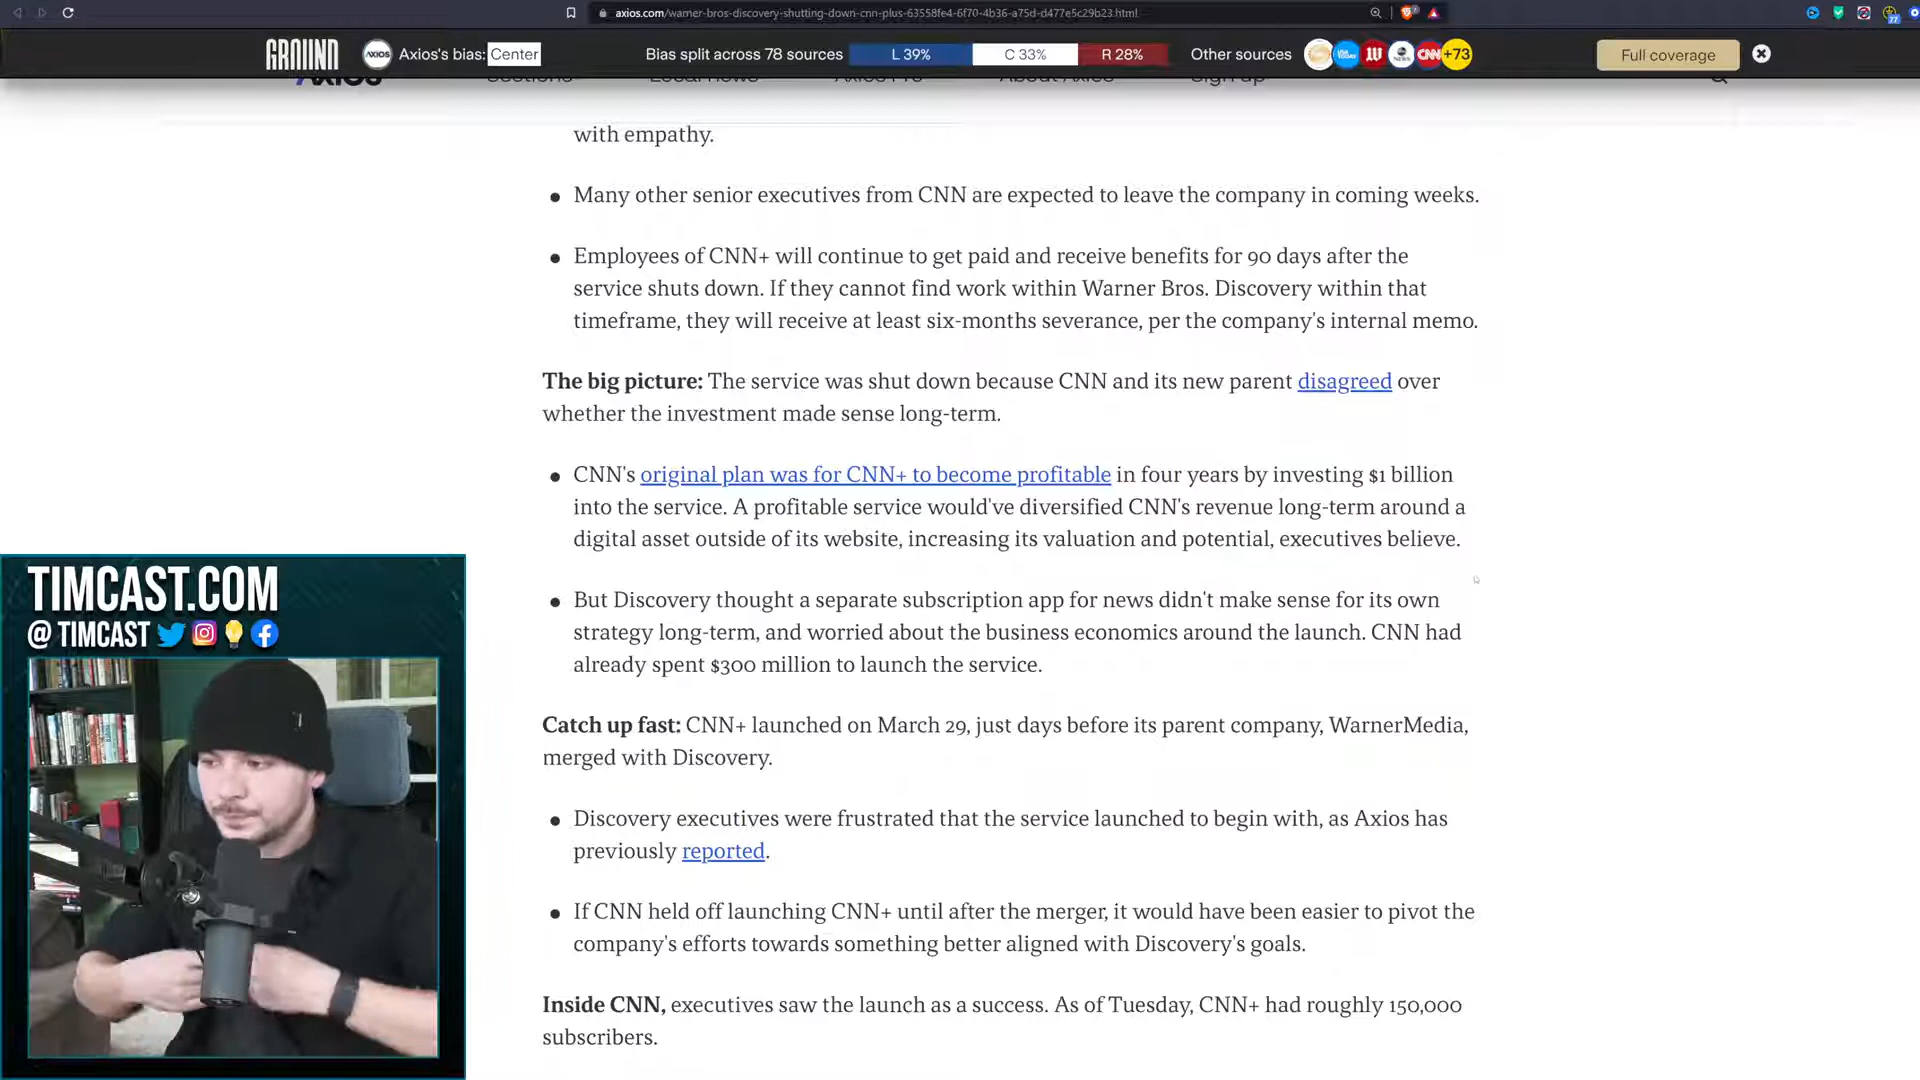 axios.com/warner-bros-discovery-shutting-down-cnn-plus-63558fe4-6f70-4b36-a75d-d477e5c29b23.html
GROUND AXIOS Axios's bias: Center Bias split across 78 sources L 39% C 33% R 28% Other sources CNN +73 Full coverage
with empathy.
• Many other senior executives from CNN are expected to leave the company in coming weeks.
• Employees of CNN+ will continue to get paid and receive benefits for 90 days after the
service shuts down. If they cannot find work within Warner Bros. Discovery within that
timeframe, they will receive at least six-months severance, per the company's internal memo.
The big picture: The service was shut down because CNN and its new parent disagreed over
whether the investment made sense long-term.
• CNN's original plan was for CNN+ to become profitable in four years by investing $1 billion
into the service. A profitable service would've diversified CNN's revenue long-term around a
digital asset outside of its website, increasing its valuation and potential, executives believe.
• But Discovery thought a separate subscription app for news didn't make sense for its own
strategy long-term, and worried about the business economics around the launch. CNN had
already spent $300 million to launch the service.
Catch up fast: CNN+ launched on March 29, just days before its parent company, WarnerMedia,
merged with Discovery.
• Discovery executives were frustrated that the service launched to begin with, as Axios has
previously reported.
• If CNN held off launching CNN+ until after the merger, it would have been easier to pivot the
company's efforts towards something better aligned with Discovery's goals.
Inside CNN, executives saw the launch as a success. As of Tuesday, CNN+ had roughly 150,000
subscribers.
TIMCAST.COM
@ TIMCAST